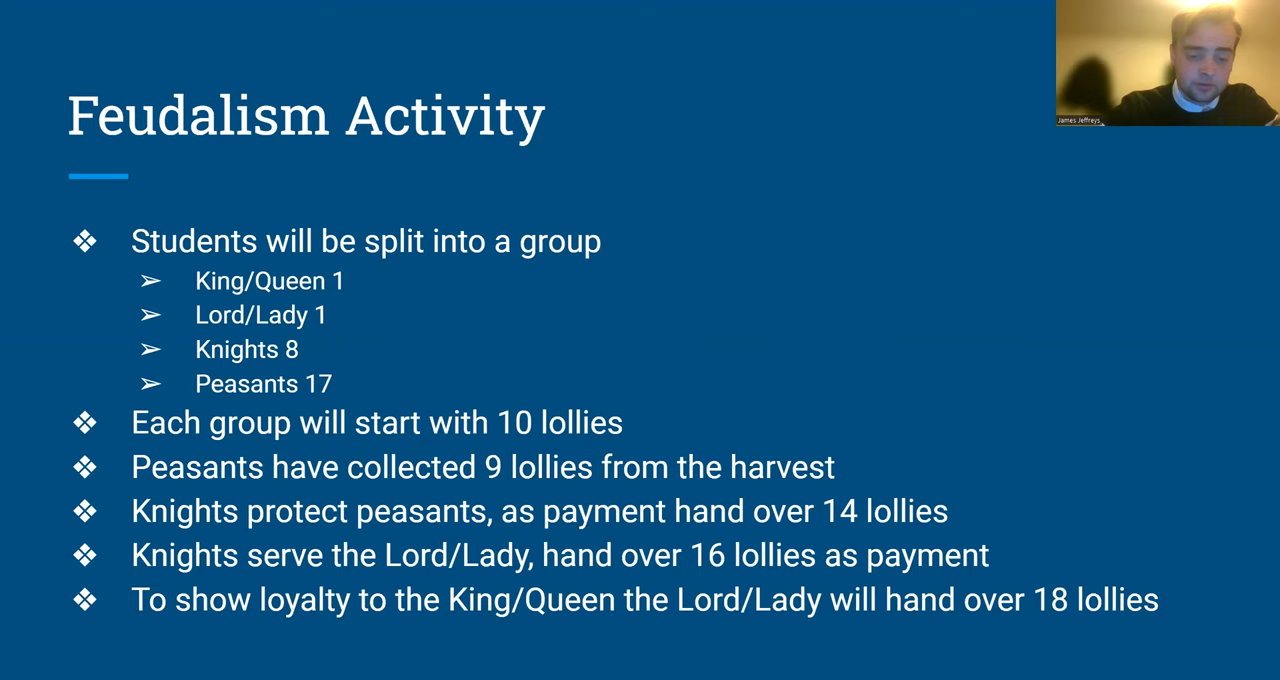 Feudalism Activity
James Jeffreys
❖ Students will be split into a group
➢ King/Queen 1
➢ Lord/Lady 1
➢ Knights 8
➢ Peasants 17
❖ Each group will start with 10 lollies
❖ Peasants have collected 9 lollies from the harvest
❖ Knights protect peasants, as payment hand over 14 lollies
❖ Knights serve the Lord/Lady, hand over 16 lollies as payment
❖ To show loyalty to the King/Queen the Lord/Lady will hand over 18 lollies